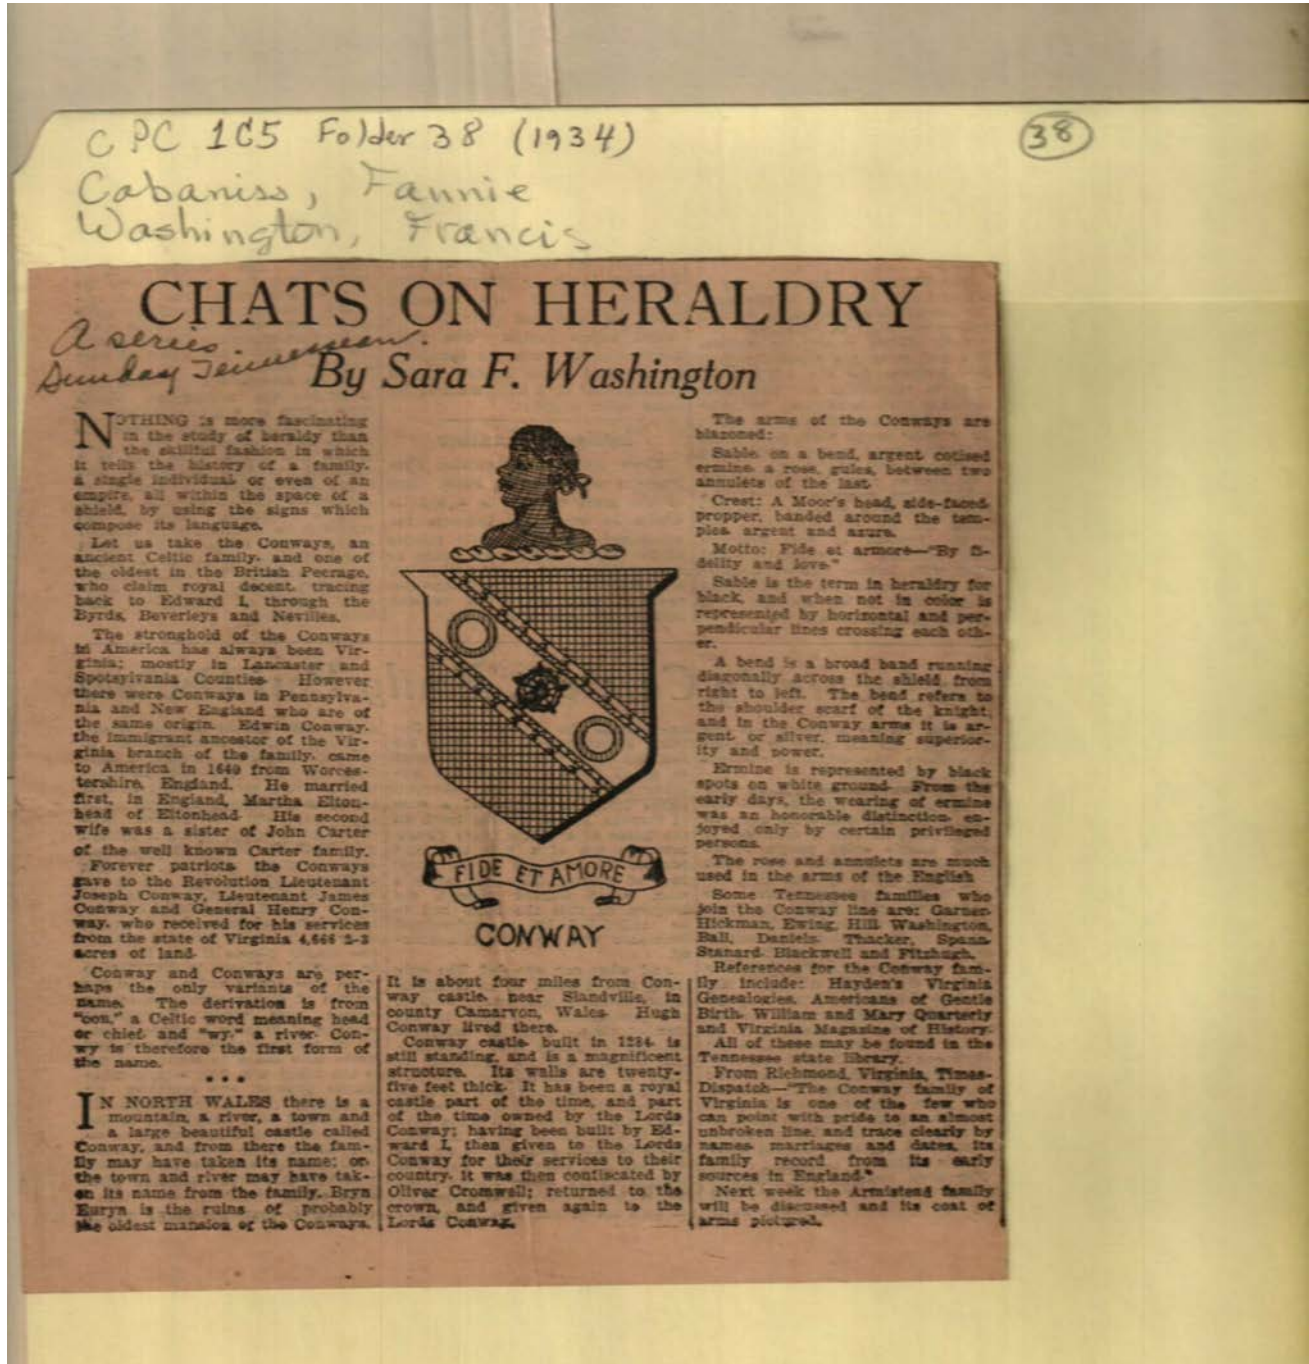 CPC 1C5 Folder 38 (1934)
38
Cabaniss, Fannie
Washington, Francis
CHATS ON HERALDRY
A series
Sunday Tennessean.
By Sara F. Washington
NOTHING is more fascinating
in the study of heraldy than
the skillful fashion in which
it tells the history of a family,
a single individual or even of an
empire, all within the space of a
shield, by using the signs which
compose its language.
Let us take the Conways, an
ancient Celtic family, and one of
the oldest in the British Peerage,
who claim royal decent, tracing
back to Edward I, through the
Byrds, Beverleys and Nevilles.
The stronghold of the Conways
in America has always been Vir-
ginia; mostly in Lancaster and
Spotsylvania Counties. However
there were Conways in Pennsylva-
nia and New England who are of
the same origin. Edwin Conway,
the immigrant ancestor of the Vir-
ginia branch of the family, came
to America in 1640 from Worces-
tershire, England. He married
first, in England, Martha Elton-
head of Eltonhead. His second
wife was a sister of John Carter
of the well known Carter family.
Forever patriots, the Conways
gave to the Revolution Lieutenant
Joseph Conway, Lieutenant James
Conway and General Henry Con-
way, who received for his services
from the state of Virginia 4,666 2-3
acres of land.
Conway and Conways are per-
haps the only variants of the
name. The derivation is from
"con," a Celtic word meaning head
or chief, and "wy," a river. Con-
wy is therefore the first form of
the name.
• • •
IN NORTH WALES there is a
mountain, a river, a town and
a large beautiful castle called
Conway, and from there the fam-
ily may have taken its name; or,
the town and river may have tak-
en its name from the family. Bryn
Euryn is the ruins of probably
the oldest mansion of the Conways.
FIDE ET AMORE
CONWAY
It is about four miles from Con-
way castle, near Slandville, in
county Carnarvon, Wales. Hugh
Conway lived there.
Conway castle, built in 1284, is
still standing, and is a magnificent
structure. Its walls are twenty-
five feet thick. It has been a royal
castle part of the time, and part
of the time owned by the Lords
Conway; having been built by Ed-
ward I, then given to the Lords
Conway for their services to their
country, it was then confiscated by
Oliver Cromwell; returned to the
crown, and given again to the
Lords Conway.
The arms of the Conways are
blazoned:
Sable, on a bend, argent cotised
ermine, a rose, gules, between two
annulets of the last.
Crest: A Moor's head, side-faced,
propper, banded around the tem-
ples, argent and azure.
Motto: Fide et armore—"By fi-
delity and love."
Sable is the term in heraldry for
black, and when not in color is
represented by horizontal and per-
pendicular lines crossing each oth-
er.
A bend is a broad band running
diagonally across the shield from
right to left. The bend refers to
the shoulder scarf of the knight;
and in the Conway arms it is ar-
gent, or silver, meaning superior-
ity and power.
Ermine is represented by black
spots on white ground. From the
early days, the wearing of ermine
was an honorable distinction, en-
joyed only by certain privileged
persons.
The rose and annulets are much
used in the arms of the English.
Some Tennessee families who
join the Conway line are: Garner,
Hickman, Ewing, Hill, Washington,
Ball, Daniels, Thacker, Spann,
Stanard, Blackwell and Fitzhugh.
References for the Conway fam-
ily include: Hayden's Virginia
Genealogies, Americans of Gentle
Birth, William and Mary Quarterly
and Virginia Magazine of History.
All of these may be found in the
Tennessee state library.
From Richmond, Virginia, Times-
Dispatch—"The Conway family of
Virginia is one of the few who
can point with pride to an almost
unbroken line, and trace clearly by
names, marriages and dates, its
family record from its early
sources in England."
Next week the Armistead family
will be discussed and its coat of
arms pictured.